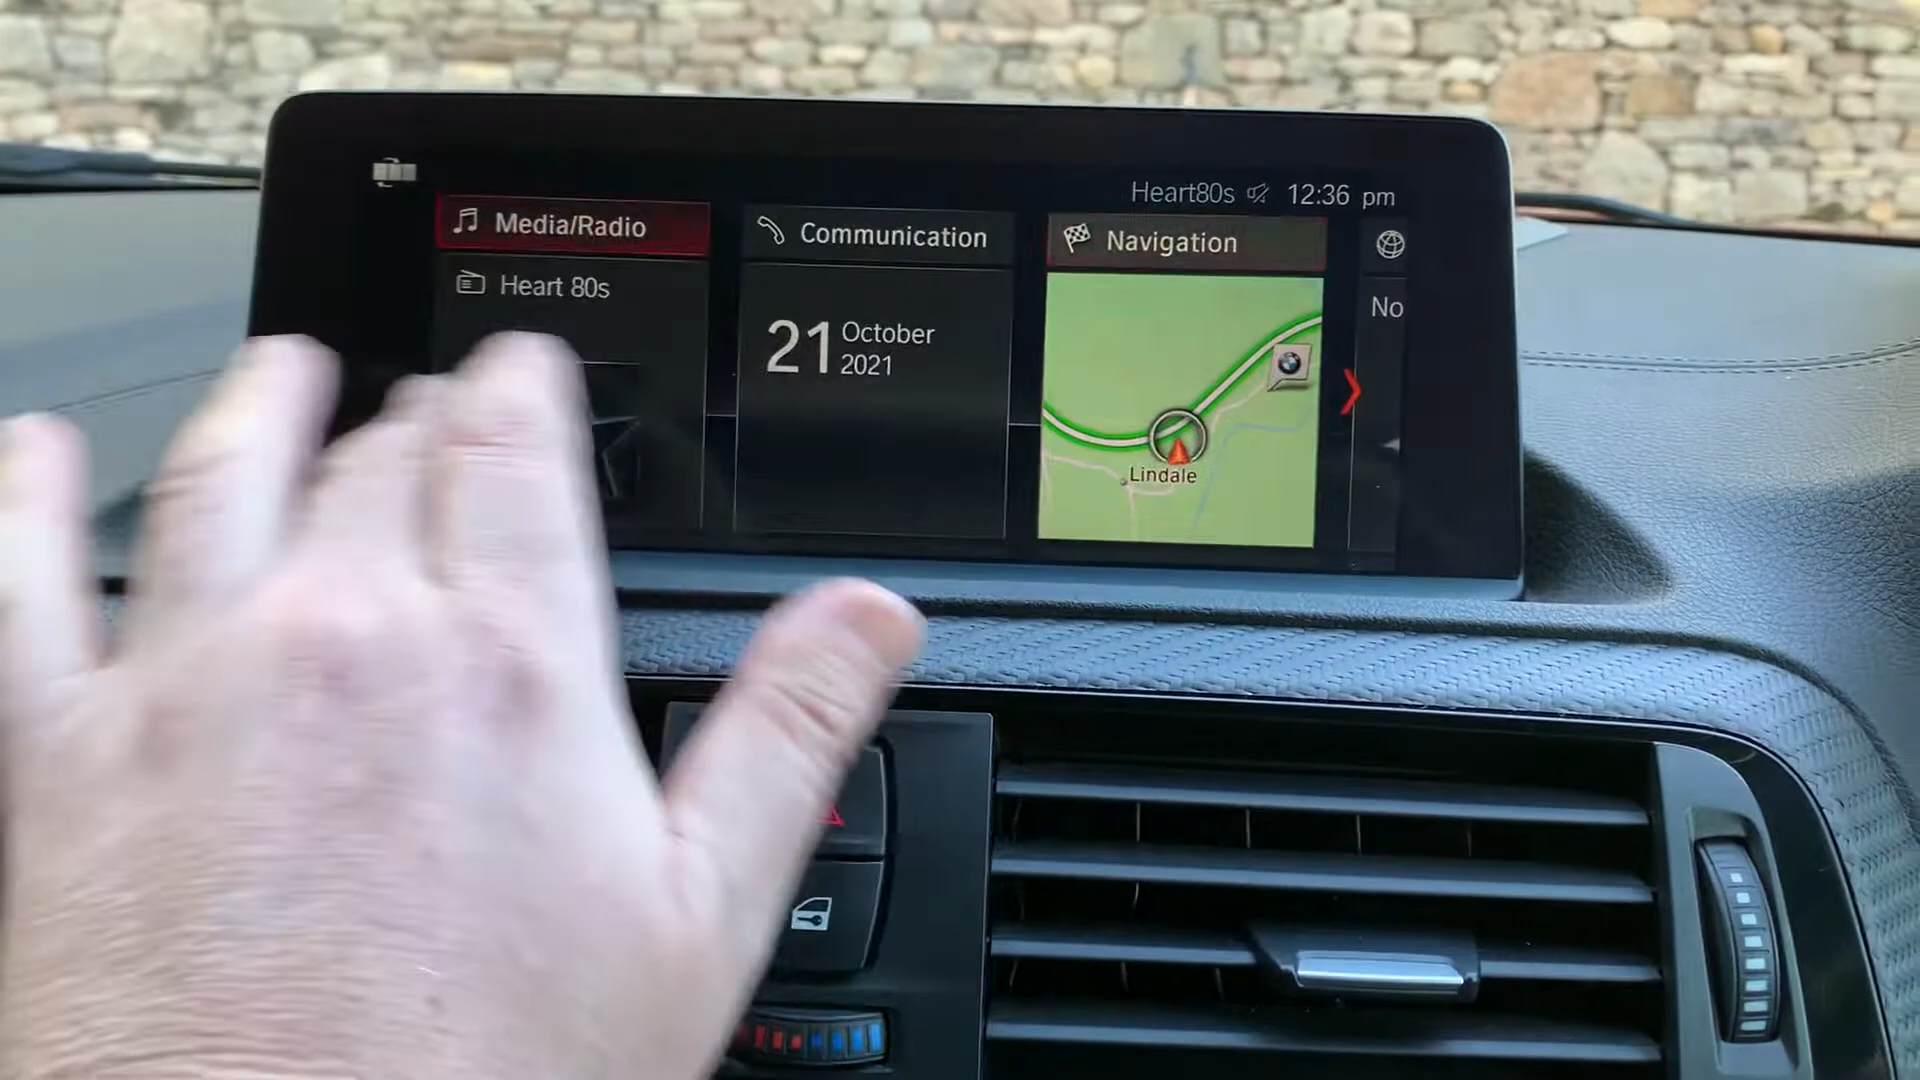 Heart80s 12:36 pm
Media/Radio
Communication
Navigation
Heart 80s
No
21 October
2021
Lindale